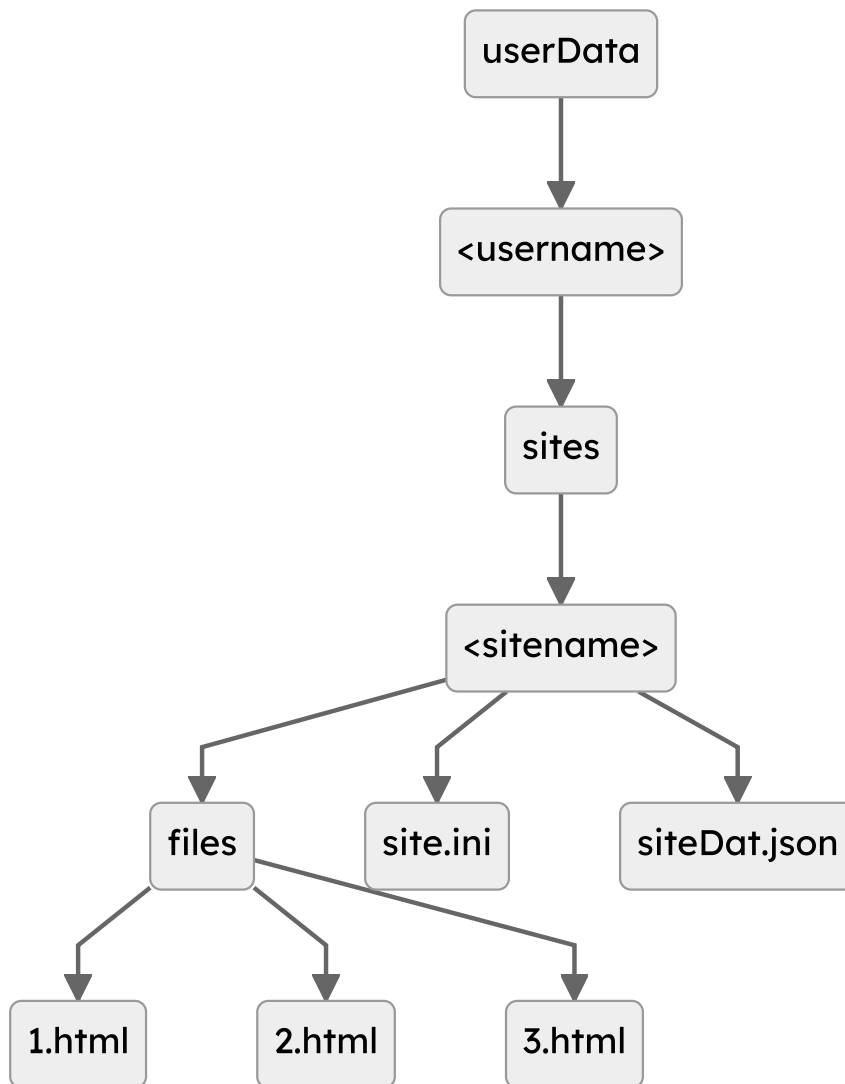 userData
<username>
sites
<sitename>
files
site.ini
siteDat.json
1.html
2.html
3.html